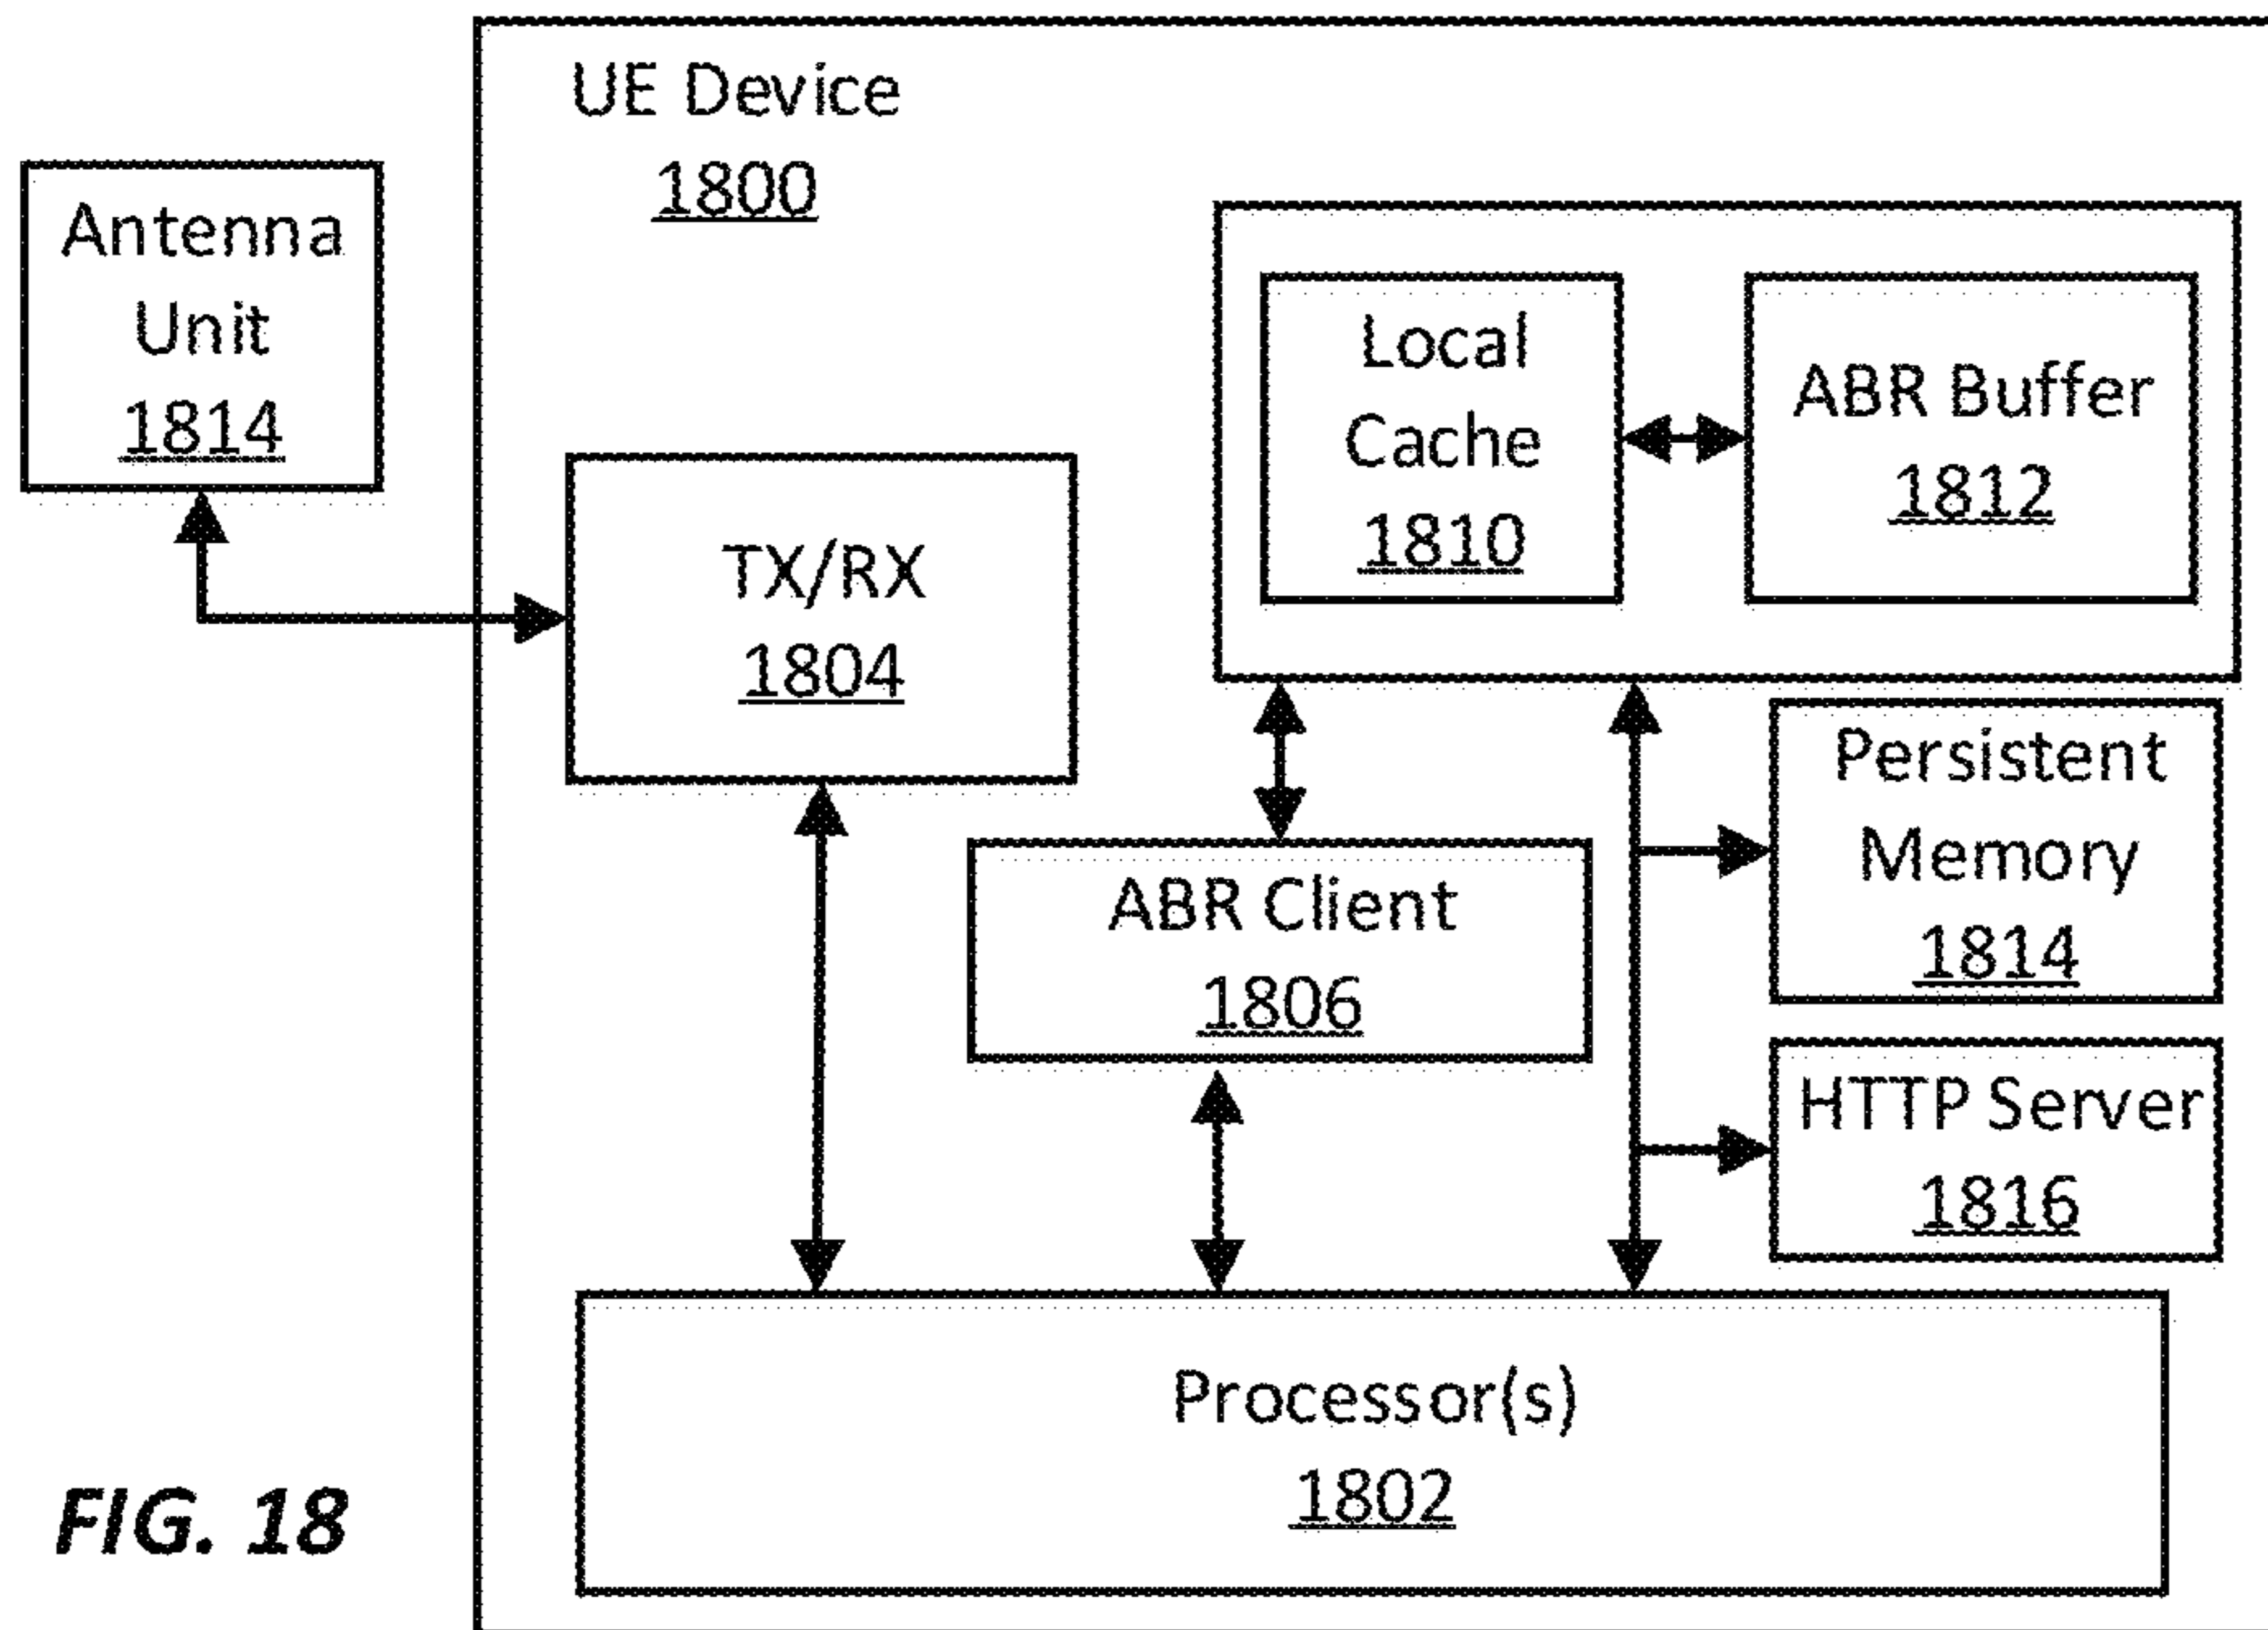 UE Device
1800
Antenna
Unit
1814
TX/RX
1804
Local
Cache
1810
ABR Buffer
1812
ABR Client
1806
Persistent
Memory
1814
HTTP Server
1816
Processor(s)
1802
FIG. 18